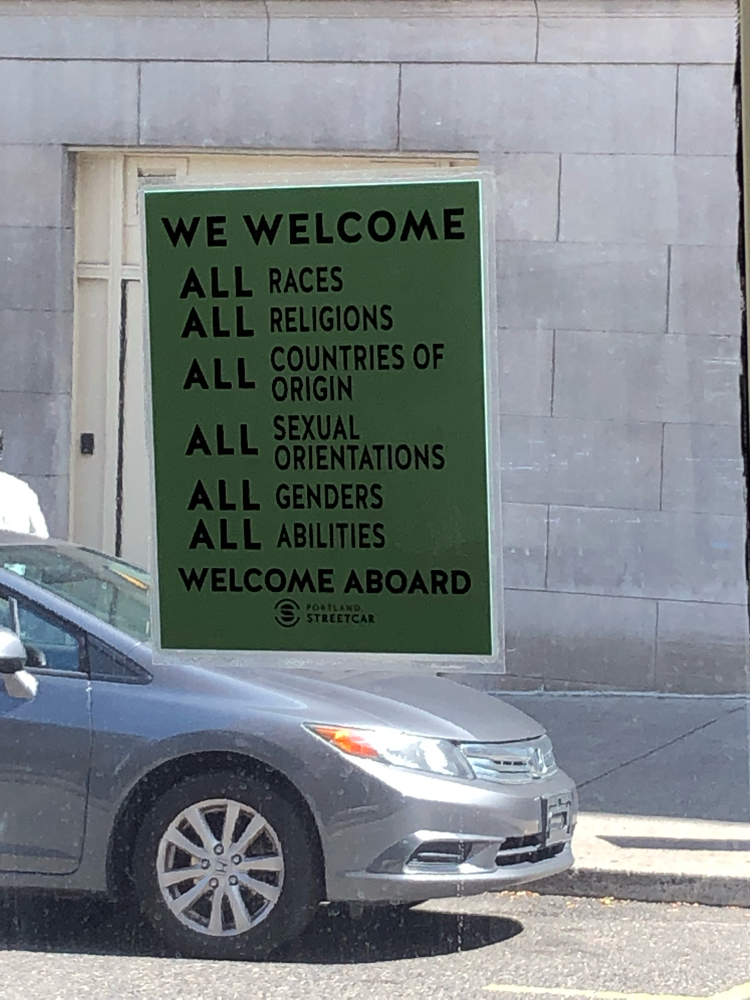 WE WELCOME
ALL RACES
ALL RELIGIONS
ALL COUNTRIES OF
ORIGIN
ALL SEXUAL
ORIENTATIONS
ALL GENDERS
ALL ABILITIES
WELCOME ABOARD
PORTLAND
STREETCAR